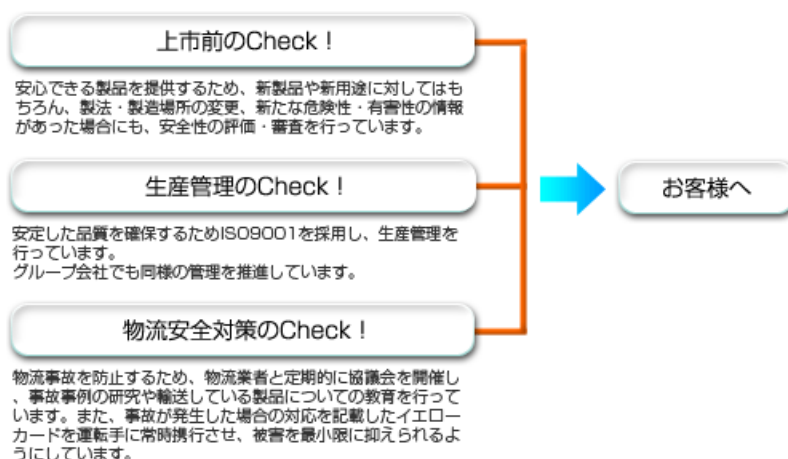 上市前のCheck！
安心できる製品を提供するため、新製品や新用途に対してはも
ちろん、製法・製造場所の変更、新たな危険性・有害性の情報
があった場合にも、安全性の評価・審査を行っています。
生産管理のCheck！
安定した品質を確保するためISO9001を採用し、生産管理を
行っています。
グループ会社でも同様の管理を推進しています。
物流安全対策のCheck！
物流事故を防止するため、物流業者と定期的に協議会を開催し
、事故事例の研究や輸送している製品についての教育を行って
います。また、事故が発生した場合の対応を記載したイエロー
カードを運転手に常時携行させ、被害を最小限に抑えられるよ
うにしています。
お客様へ